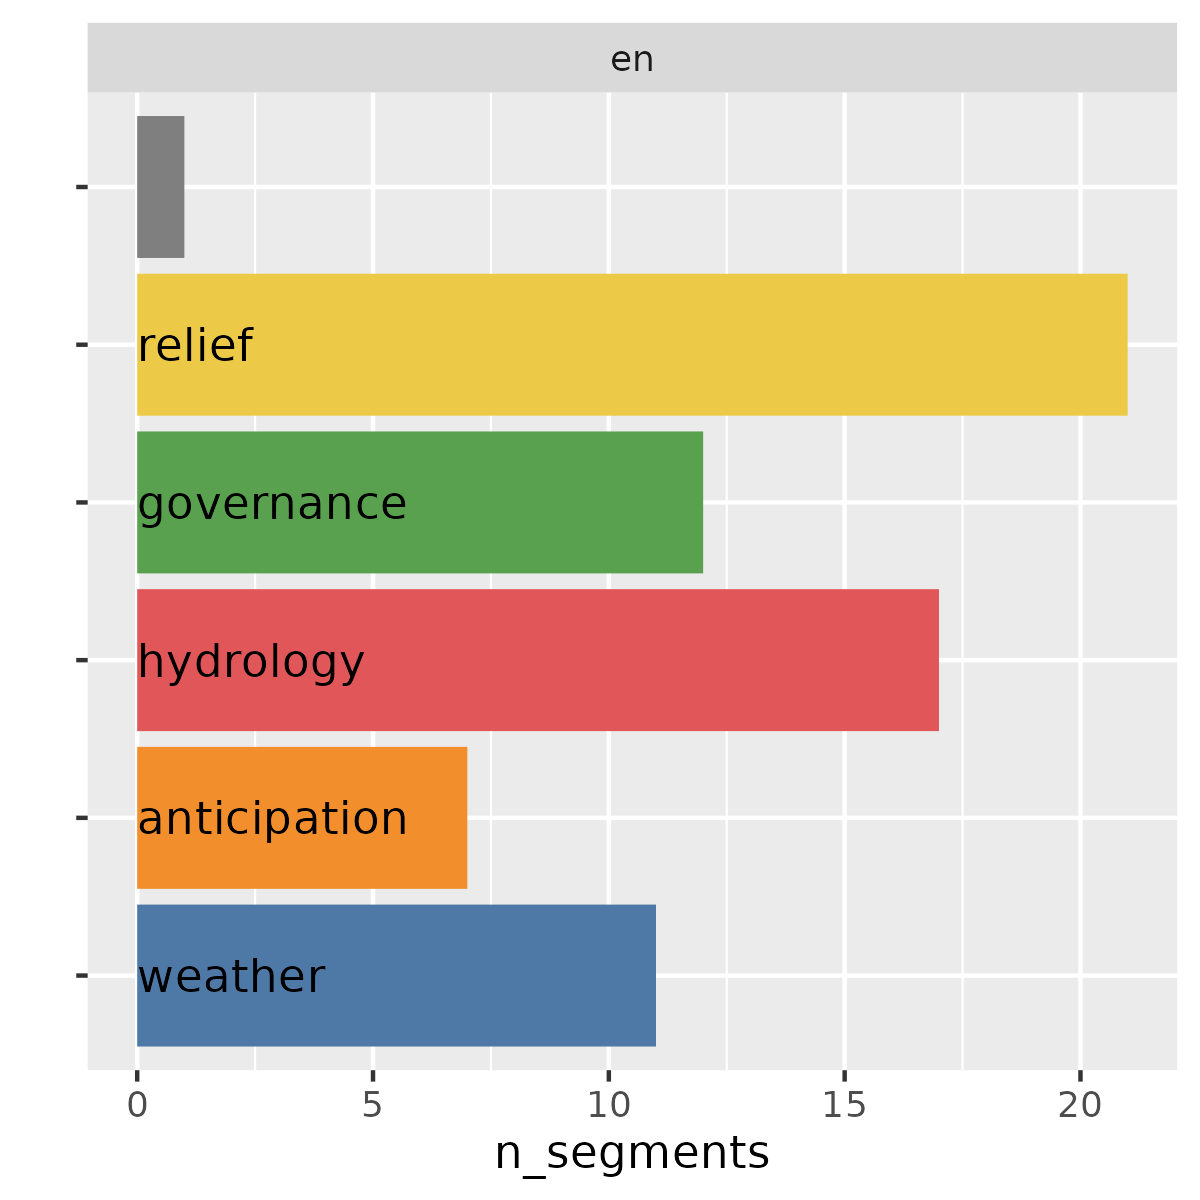 en
relief
governance
hydrology
anticipation
weather
0 5 10 15 20
n_segments